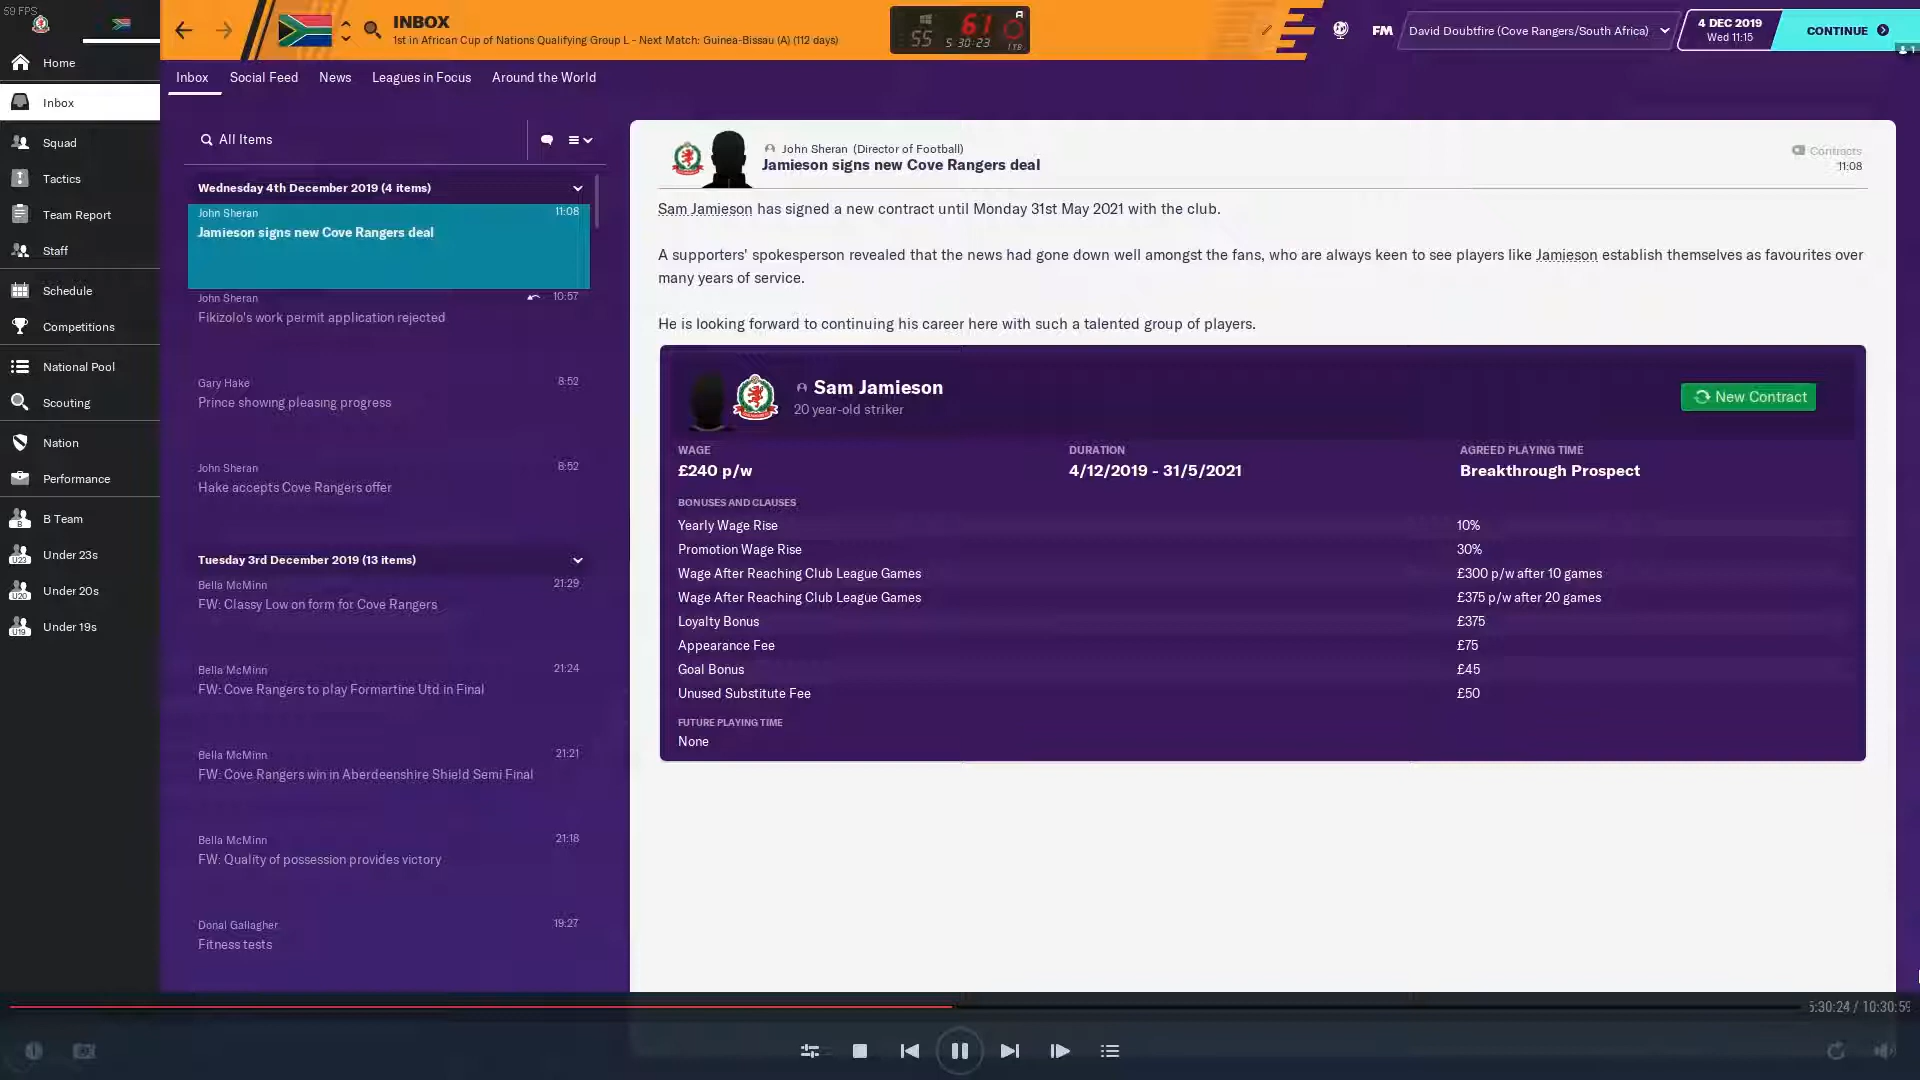 59 FPS
INBOX
1st in African Cup of Nations Qualifying Group L - Next Match: Guinea-Bissau (A) (112 days)
55
61
A
5:30:23
1TB
FM
David Doubtfire (Cove Rangers/South Africa)
4 DEC 2019
Wed 11:15
CONTINUE
1
Home
Inbox
Squad
Tactics
Team Report
Staff
Schedule
Competitions
National Pool
Scouting
Nation
Performance
B
B Team
U23
Under 23s
U20
Under 20s
U19
Under 19s
Inbox
Social Feed
News
Leagues in Focus
Around the World
All Items
Wednesday 4th December 2019 (4 items)
John Sheran
11:08
Jamieson signs new Cove Rangers deal
John Sheran
10:57
Fikizolo's work permit application rejected
Gary Hake
8:52
Prince showing pleasing progress
John Sheran
8:52
Hake accepts Cove Rangers offer
Tuesday 3rd December 2019 (13 items)
Bella McMinn
21:29
FW: Classy Low on form for Cove Rangers
Bella McMinn
21:24
FW: Cove Rangers to play Formartine Utd in Final
Bella McMinn
21:21
FW: Cove Rangers win in Aberdeenshire Shield Semi Final
Bella McMinn
21:18
FW: Quality of possession provides victory
Donal Gallagher
19:27
Fitness tests
John Sheran (Director of Football)
Jamieson signs new Cove Rangers deal
Contracts
11:08
Sam Jamieson has signed a new contract until Monday 31st May 2021 with the club.
A supporters' spokesperson revealed that the news had gone down well amongst the fans, who are always keen to see players like Jamieson establish themselves as favourites over
many years of service.
He is looking forward to continuing his career here with such a talented group of players.
Sam Jamieson
20 year-old striker
New Contract
WAGE
£240 p/w
DURATION
4/12/2019 - 31/5/2021
AGREED PLAYING TIME
Breakthrough Prospect
BONUSES AND CLAUSES
Yearly Wage Rise
10%
Promotion Wage Rise
30%
Wage After Reaching Club League Games
£300 p/w after 10 games
Wage After Reaching Club League Games
£375 p/w after 20 games
Loyalty Bonus
£375
Appearance Fee
£75
Goal Bonus
£45
Unused Substitute Fee
£50
FUTURE PLAYING TIME
None
5:30:24 / 10:30:59